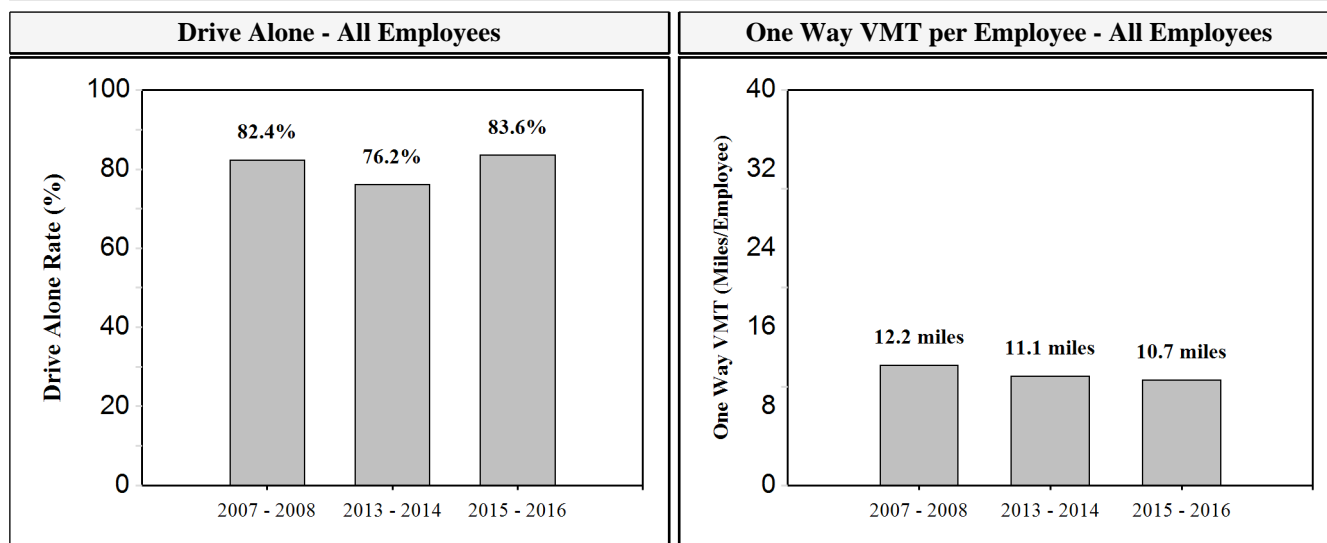 Drive Alone - All Employees
One Way VMT per Employee - All Employees
Drive Alone Rate (%)
100
80
60
40
20
0
82.4%
76.2%
83.6%
2007 - 2008
2013 - 2014
2015 - 2016
One Way VMT (Miles/Employee)
40
32
24
16
8
0
12.2 miles
11.1 miles
10.7 miles
2007 - 2008
2013 - 2014
2015 - 2016